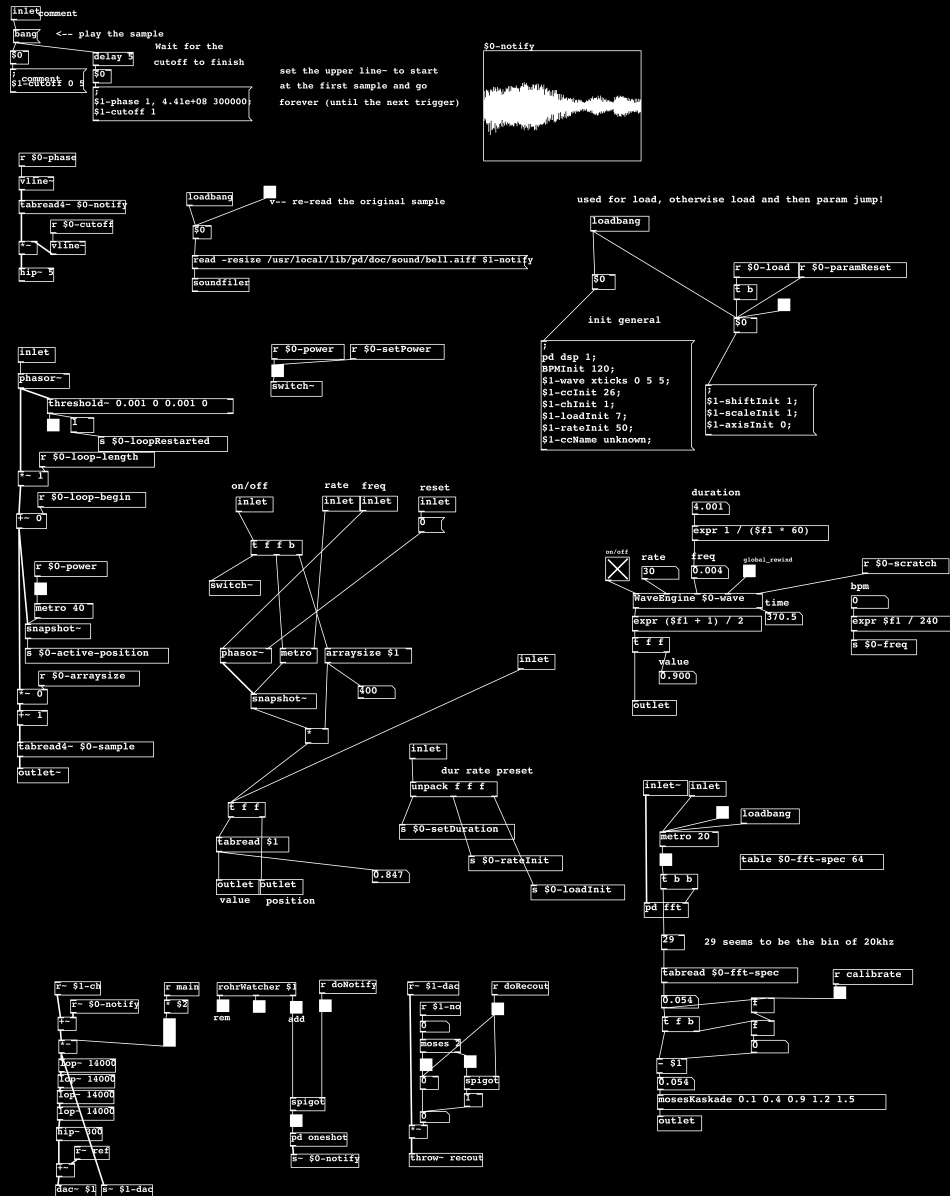 inlet
comment
bang
<-- play the sample
$0
delay 5
Wait for the
cutoff to finish
;
comment
$1-cutoff 0 5
$0
;
$1-phase 1, 4.41e+08 300000;
$1-cutoff 1
set the upper line~ to start
at the first sample and go
forever (until the next trigger)
$0-notify
r $0-phase
vline~
tabread4~ $0-notify
r $0-cutoff
*~
vline~
hip~ 5
loadbang
v-- re-read the original sample
$0
read -resize /usr/local/lib/pd/doc/sound/bell.aiff $1-notify
soundfiler
used for load, otherwise load and then param jump!
loadbang
$0
r $0-load
r $0-paramReset
t b
$0
init general
;
pd dsp 1;
BPMInit 120;
$1-wave xticks 0 5 5;
$1-ccInit 26;
$1-chInit 1;
$1-loadInit 7;
$1-rateInit 50;
$1-ccName unknown;
;
$1-shiftInit 1;
$1-scaleInit 1;
$1-axisInit 0;
r $0-power
r $0-setPower
switch~
inlet
phasor~
threshold~ 0.001 0 0.001 0
1
s $0-loopRestarted
r $0-loop-length
*~ 1
r $0-loop-begin
+~ 0
r $0-power
metro 40
snapshot~
s $0-active-position
r $0-arraysize
*~ 0
+~ 1
tabread4~ $0-sample
outlet~
on/off
rate
freq
reset
inlet
inlet
inlet
inlet
0
t f f b
switch~
phasor~
metro
arraysize $1
400
snapshot~
*
inlet
t f f
tabread $1
0.847
outlet
outlet
value
position
inlet
dur rate preset
unpack f f f
s $0-setDuration
s $0-rateInit
s $0-loadInit
duration
4.001
expr 1 / ($f1 * 60)
on/off
rate
freq
global_rewind
30
0.004
r $0-scratch
WaveEngine $0-wave
time
370.5
bpm
0
expr ($f1 + 1) / 2
expr $f1 / 240
t f f
s $0-freq
value
0.900
outlet
inlet~
inlet
loadbang
metro 20
table $0-fft-spec 64
t b b
pd fft
29
29 seems to be the bin of 20khz
tabread $0-fft-spec
r calibrate
0.054
f
t f b
f
0
- $1
0.054
mosesKaskade 0.1 0.4 0.9 1.2 1.5
outlet
r~ $1-ch
r~ $0-notify
+~
*~
lop~ 14000
lop~ 14000
lop~ 14000
lop~ 14000
hip~ 300
r~ ref
+~
dac~ $1
s~ $1-dac
r main
* $2
rohrWatcher $1
rem
add
r doNotify
spigot
pd oneshot
s~ $0-notify
r~ $1-dac
r doRecout
r $1-no
0
moses 2
0
spigot
1
0
*~
throw~ recout